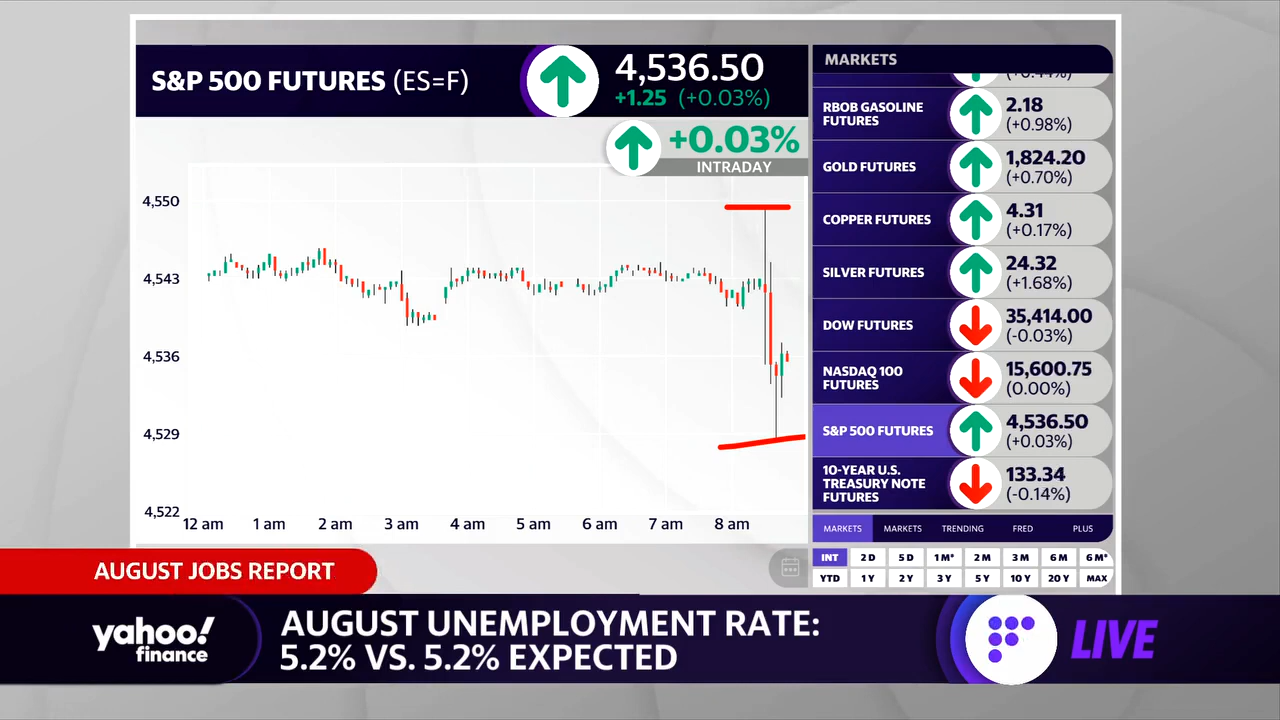 S&P 500 FUTURES (ES=F)
4,536.50
+1.25 (+0.03%)
+0.03%
INTRADAY
4,550
4,543
4,536
4,529
4,522
12 am 1 am 2 am 3 am 4 am 5 am 6 am 7 am 8 am
MARKETS
(+0.44%)
RBOB GASOLINE
FUTURES
2.18
(+0.98%)
GOLD FUTURES
1,824.20
(+0.70%)
COPPER FUTURES
4.31
(+0.17%)
SILVER FUTURES
24.32
(+1.68%)
DOW FUTURES
35,414.00
(-0.03%)
NASDAQ 100
FUTURES
15,600.75
(0.00%)
S&P 500 FUTURES
4,536.50
(+0.03%)
10-YEAR U.S.
TREASURY NOTE
FUTURES
133.34
(-0.14%)
MARKETS MARKETS TRENDING FRED PLUS
INT 2 D 5 D 1 M* 2 M 3 M 6 M 6 M*
YTD 1 Y 2 Y 3 Y 5 Y 10 Y 20 Y MAX
AUGUST JOBS REPORT
yahoo!
finance
AUGUST UNEMPLOYMENT RATE:
5.2% VS. 5.2% EXPECTED
LIVE